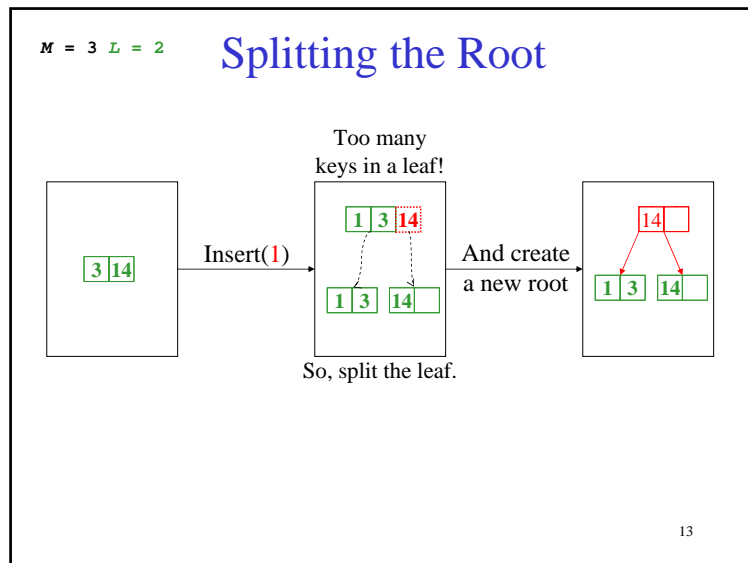 M = 3 L = 2
Splitting the Root
Too many
keys in a leaf!
3 14
Insert(1)
1 3 14
1 3 14
So, split the leaf.
And create
a new root
14
1 3 14
13